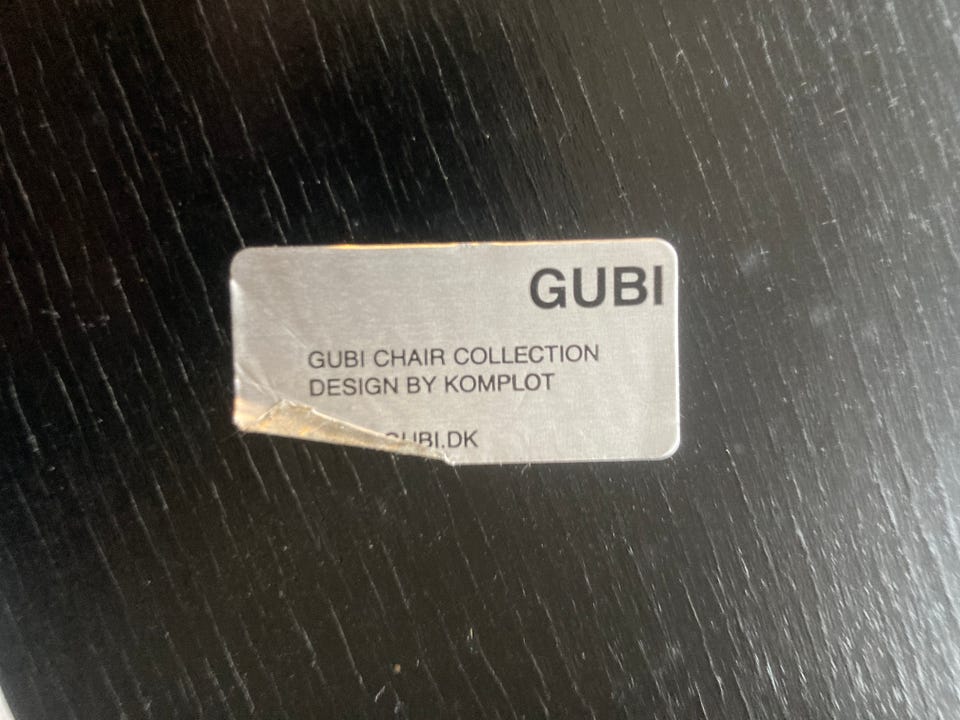 GUBI
GUBI CHAIR COLLECTION
DESIGN BY KOMPLOT
GUBI.DK